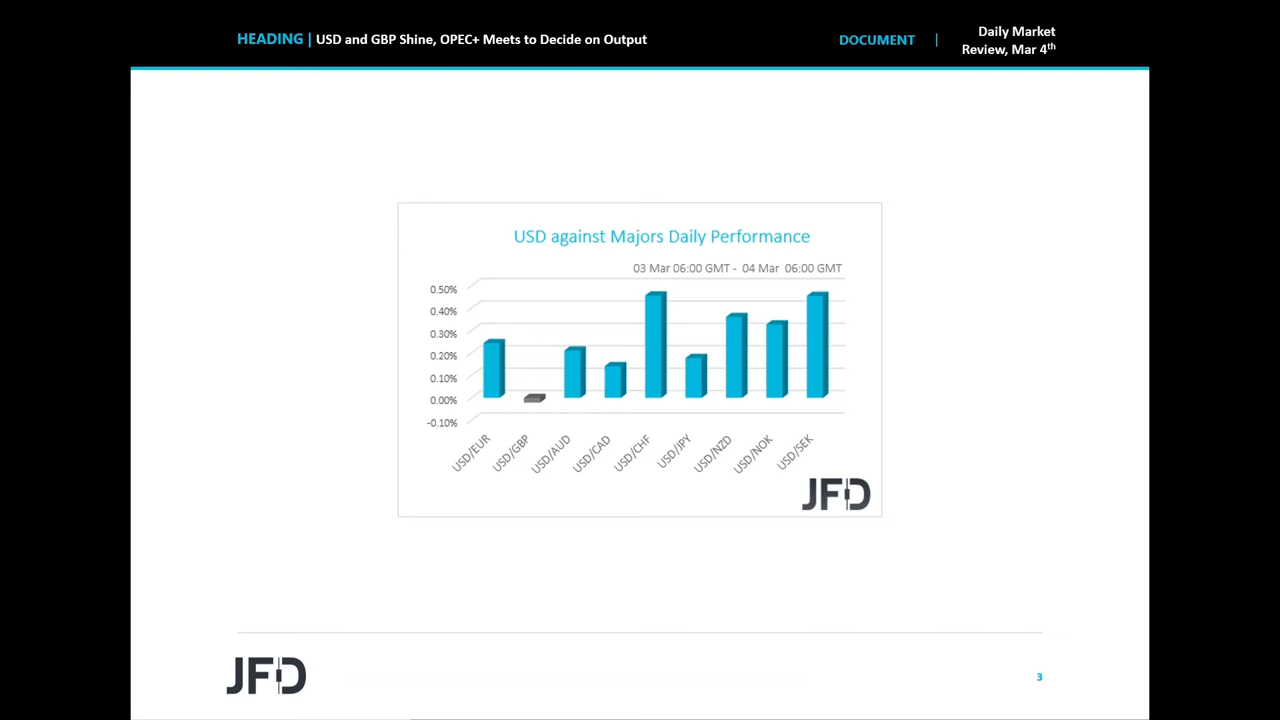 HEADING | USD and GBP Shine, OPEC+ Meets to Decide on Output
DOCUMENT |
Daily Market
Review, Mar 4th
USD against Majors Daily Performance
03 Mar 06:00 GMT - 04 Mar 06:00 GMT
0.50%
0.40%
0.30%
0.20%
0.10%
0.00%
-0.10%
USD/EUR
USD/GBP
USD/AUD
USD/CAD
USD/CHF
USD/JPY
USD/NZD
USD/NOK
USD/SEK
JFD
JFD
3